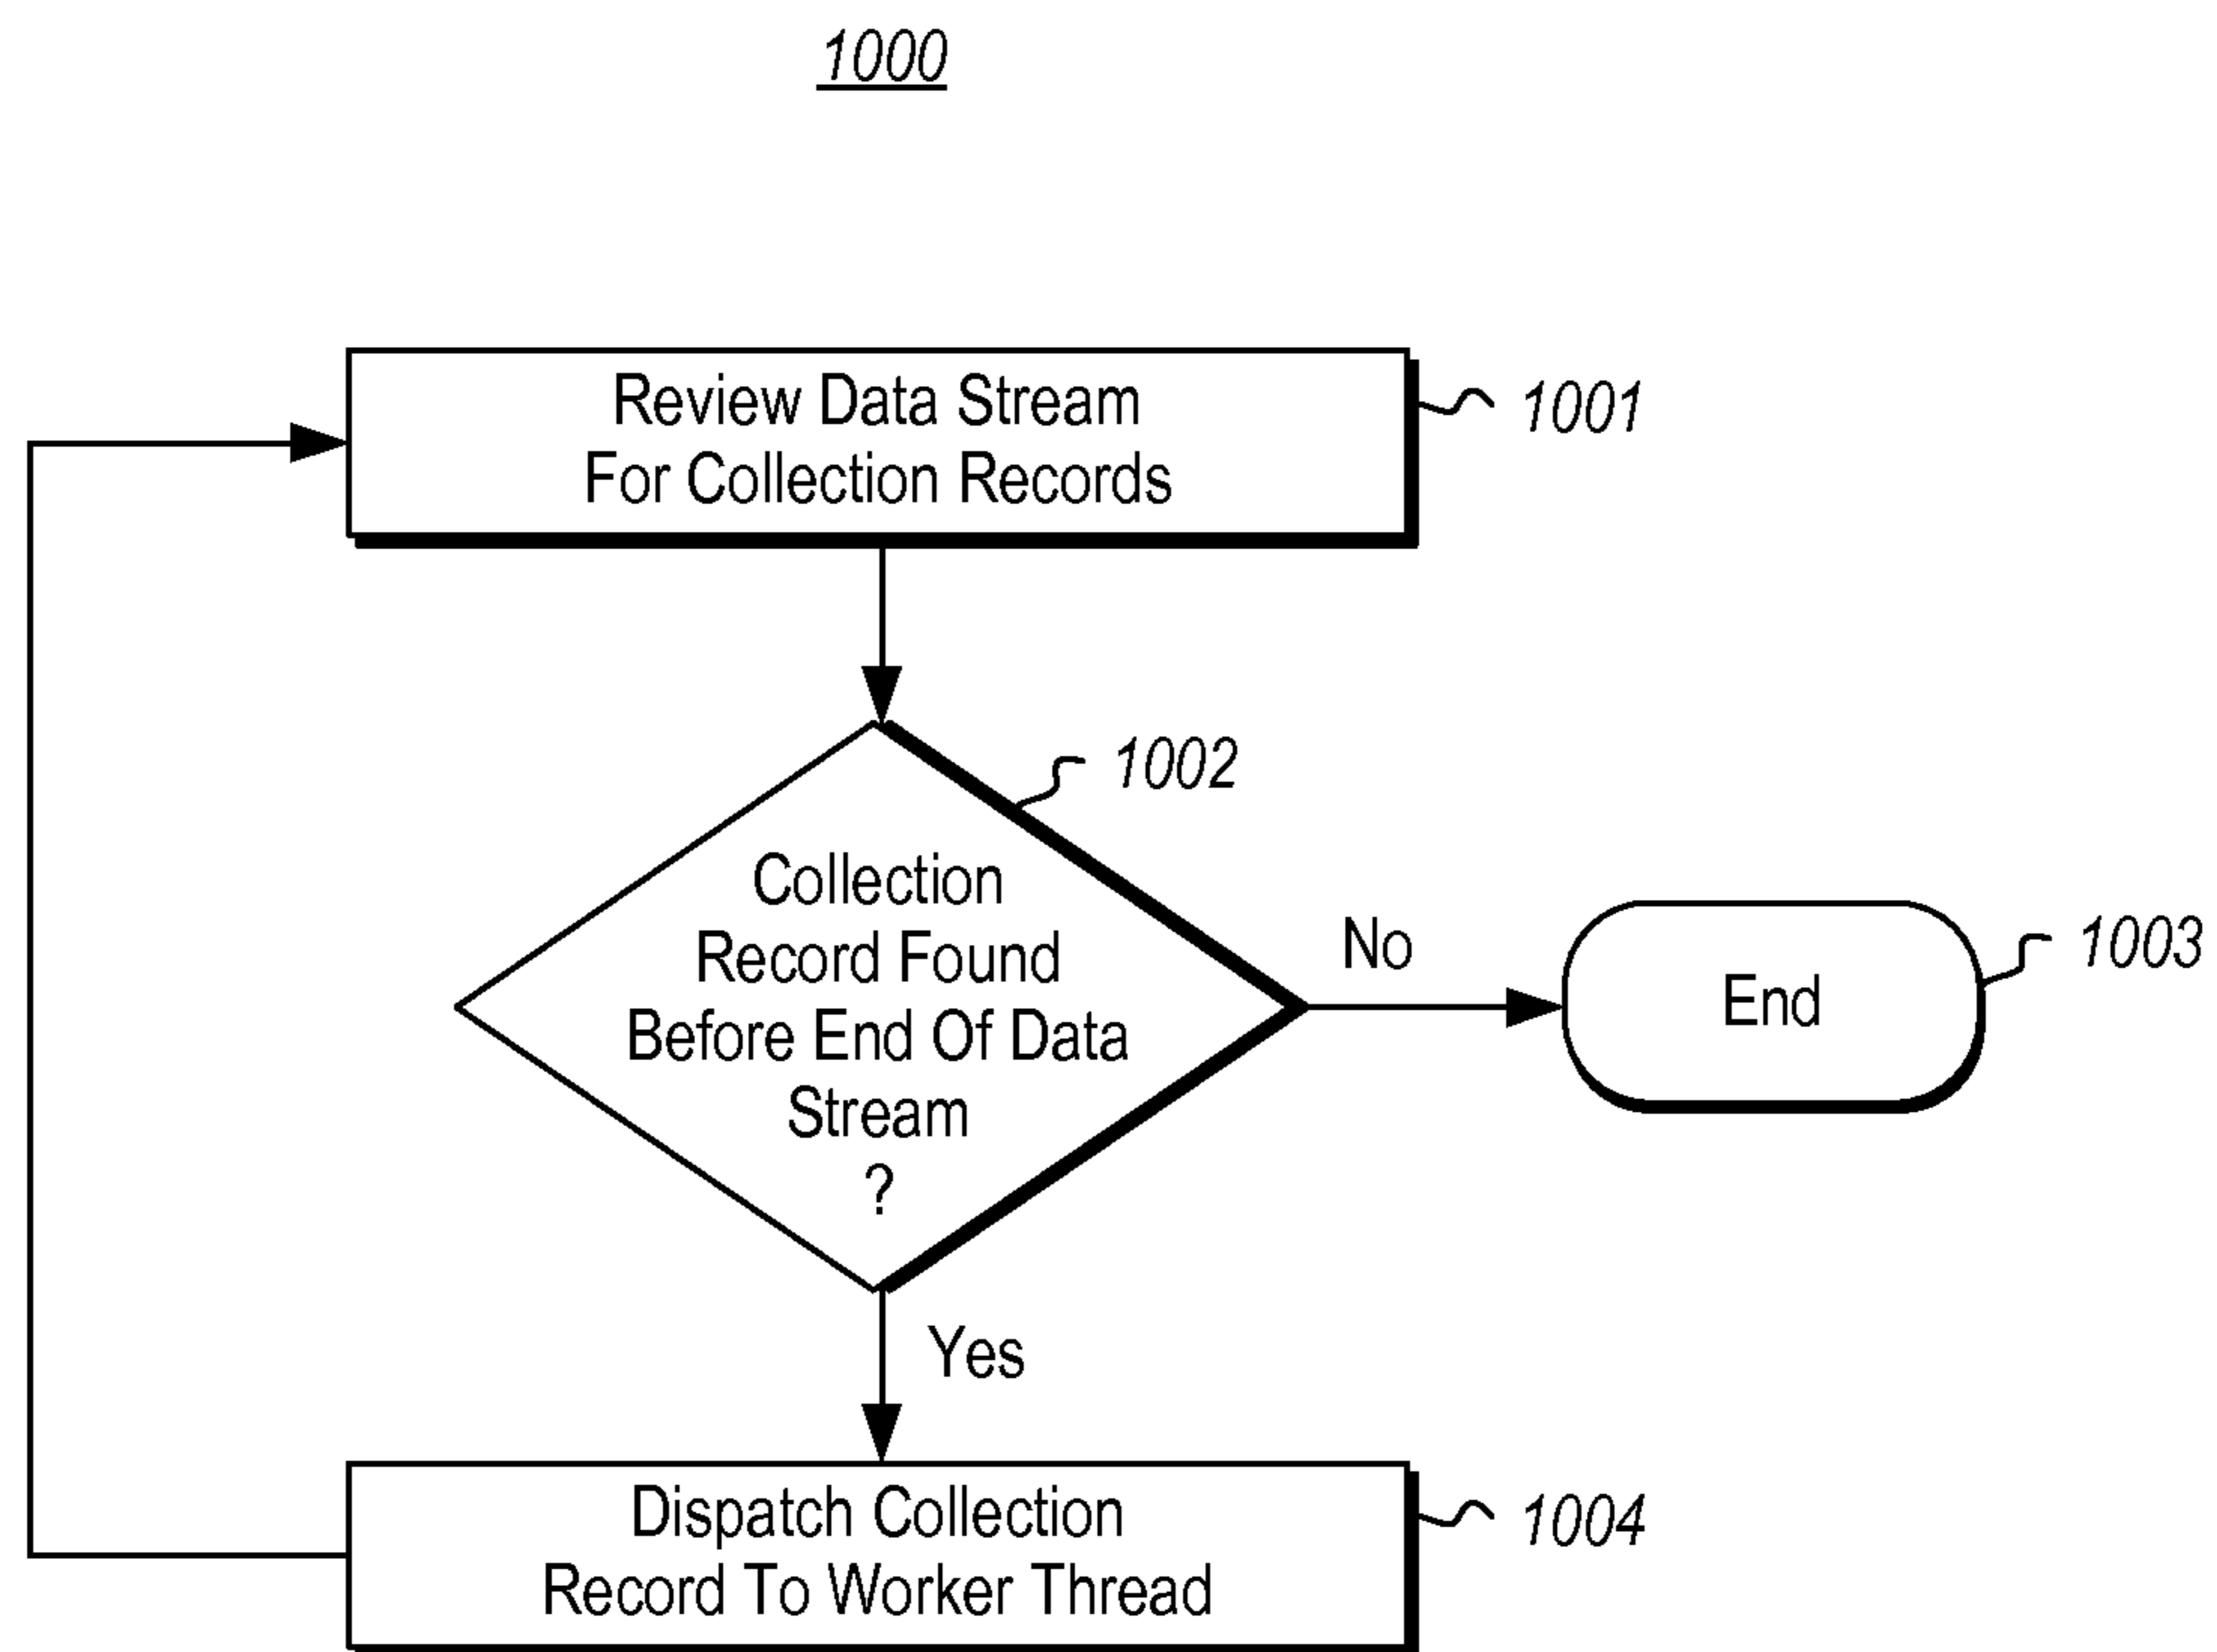 1000
Review Data Stream
For Collection Records
1001
1002
Collection
Record Found
Before End Of Data
Stream
?
No
End
1003
Yes
Dispatch Collection
Record To Worker Thread
1004